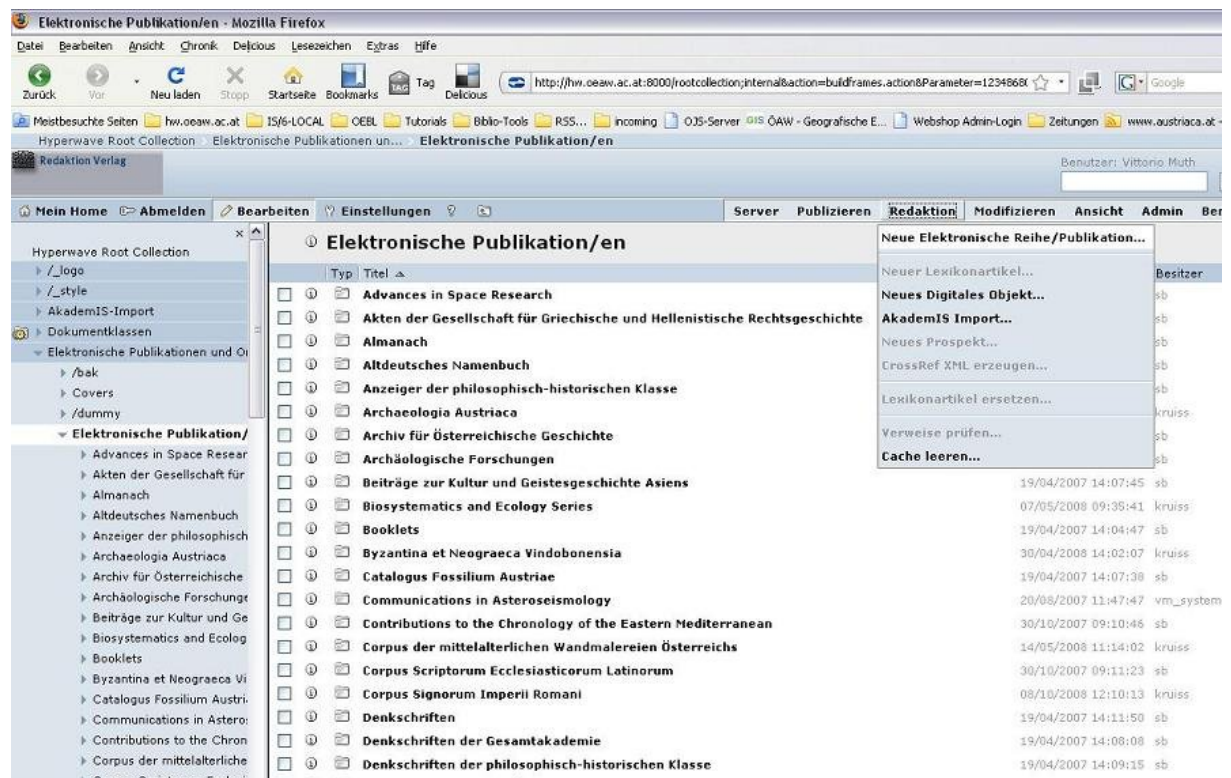 Elektronische Publikation/en - Mozilla Firefox
Datei Bearbeiten Ansicht Chronik Delicious Lesezeichen Extras Hilfe
Zurück Vor Neu laden Stopp Startseite Bookmarks Tag Delicious http://hw.oeaw.ac.at:8000/rootcollection;internal&action=buildframes.action&Parameter=1234868( Google
Meistbesuchte Seiten hw.oeaw.ac.at IS/6-LOCAL OEBL Tutorials Biblio-Tools RSS... incoming OJS-Server GIS ÖAW - Geografische E... Webshop Admin-Login Zeitungen www.austriaca.at -
Hyperwave Root Collection Elektronische Publikationen un... Elektronische Publikation/en
Redaktion Verlag
Benutzer: Vittorio Muth
Mein Home Abmelden Bearbeiten Einstellungen ? Server Publizieren Redaktion Modifizieren Ansicht Admin Ber
x
Hyperwave Root Collection
/_logo
/_style
AkademIS-Import
Dokumentklassen
Elektronische Publikationen und Or
/bak
Covers
/dummy
Elektronische Publikation/
Advances in Space Resear
Akten der Gesellschaft für
Almanach
Altdeutsches Namenbuch
Anzeiger der philosophisch
Archaeologia Austriaca
Archiv für Österreichische
Archäologische Forschunge
Beiträge zur Kultur und Ge
Biosystematics and Ecolog
Booklets
Byzantina et Neograeca Vi
Catalogus Fossilium Austri
Communications in Astero
Contributions to the Chron
Corpus der mittelalterliche
Elektronische Publikation/en
Typ Titel Besitzer
Advances in Space Research sb
Akten der Gesellschaft für Griechische und Hellenistische Rechtsgeschichte sb
Almanach sb
Altdeutsches Namenbuch sb
Anzeiger der philosophisch-historischen Klasse sb
Archaeologia Austriaca kruiss
Archiv für Österreichische Geschichte sb
Archäologische Forschungen sb
Beiträge zur Kultur und Geistesgeschichte Asiens 19/04/2007 14:07:45 sb
Biosystematics and Ecology Series 07/05/2008 09:35:41 kruiss
Booklets 19/04/2007 14:04:47 sb
Byzantina et Neograeca Vindobonensia 30/04/2008 14:02:07 kruiss
Catalogus Fossilium Austriae 19/04/2007 14:07:38 sb
Communications in Asteroseismology 20/08/2007 11:47:47 vm_system
Contributions to the Chronology of the Eastern Mediterranean 30/10/2007 09:10:46 sb
Corpus der mittelalterlichen Wandmalereien Österreichs 14/05/2008 11:14:02 kruiss
Corpus Scriptorum Ecclesiasticorum Latinorum 30/10/2007 09:11:23 sb
Corpus Signorum Imperii Romani 08/10/2008 12:10:13 kruiss
Denkschriften 19/04/2007 14:11:50 sb
Denkschriften der Gesamtakademie 19/04/2007 14:08:08 sb
Denkschriften der philosophisch-historischen Klasse 19/04/2007 14:09:15 sb
Neue Elektronische Reihe/Publikation...
Neuer Lexikonartikel...
Neues Digitales Objekt...
AkademIS Import...
Neues Prospekt...
CrossRef XML erzeugen...
Lexikonartikel ersetzen...
Verweise prüfen...
Cache leeren...